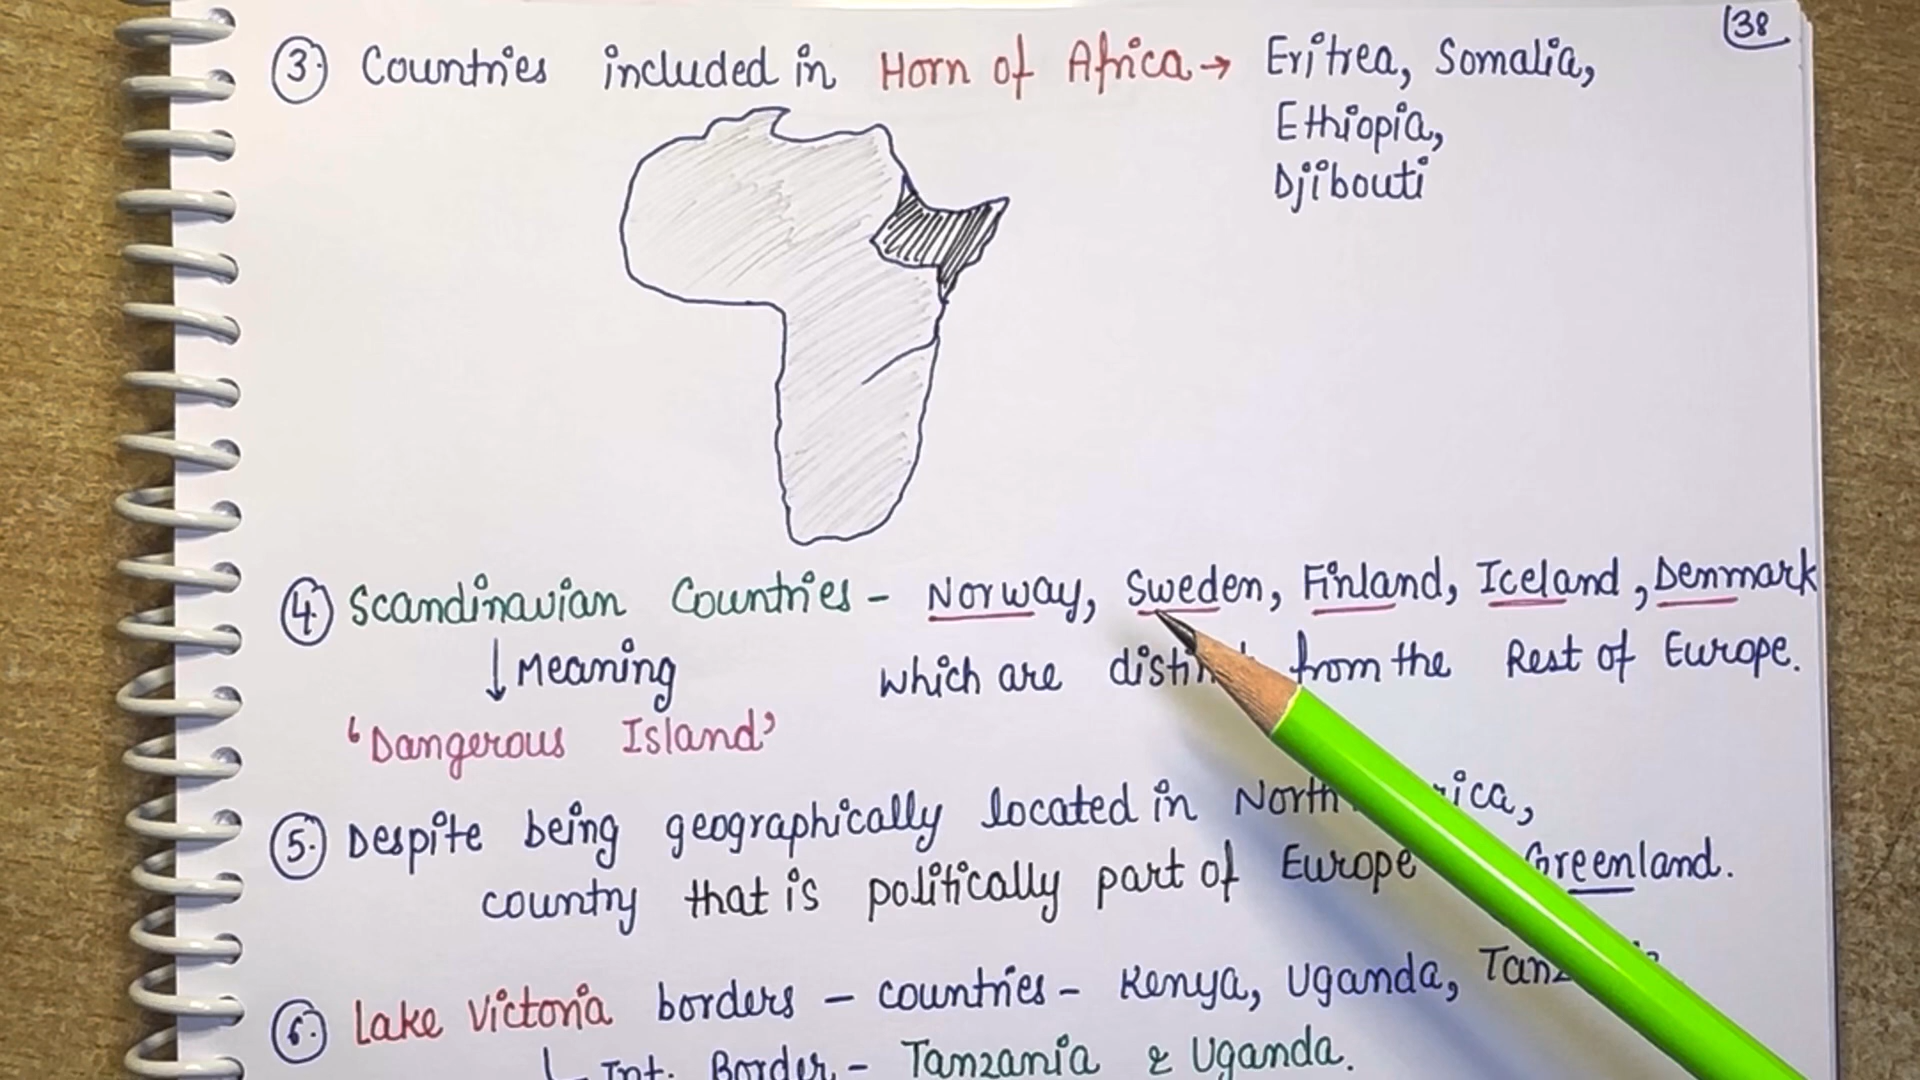 38
3. Countries included in Horn of Africa → Eritrea, Somalia,
Ethiopia,
Djibouti
4 Scandinavian Countries - Norway, Sweden, Finland, Iceland, Denmark
↓ Meaning which are from the Rest of Europe.
'Dangerous Island'
5. Despite being geographically located in North
country that is politically part of Europe Greenland.
6. Lake Victoria borders - countries - Kenya, Uganda,
Int. Border - Tanzania & Uganda.